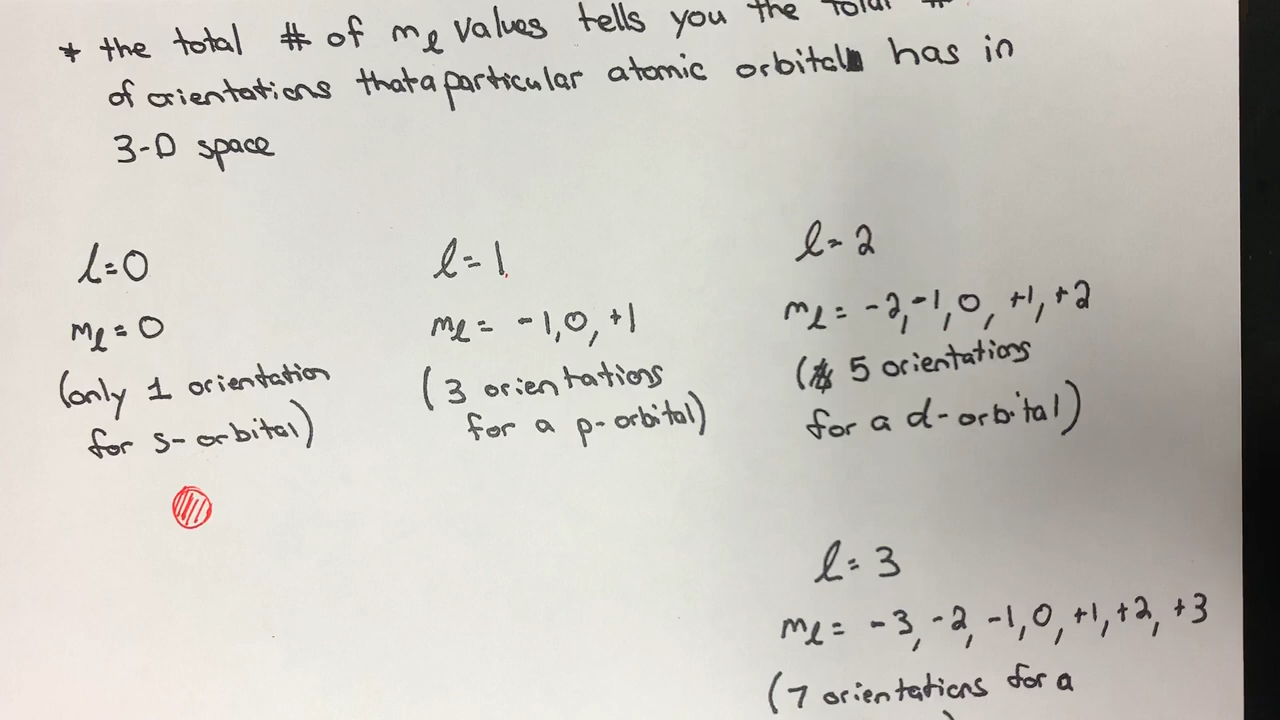 * the total # of mℓ values tells you the total #
of orientations that a particular atomic orbital has in
3-D space
ℓ=0
mℓ = 0
(only 1 orientation
for s-orbital)
ℓ=1
mℓ = -1,0, +1
(3 orientations
for a p-orbital)
ℓ=2
mℓ = -2,-1,0, +1, +2
(5 orientations
for a d-orbital)
ℓ=3
mℓ = -3, -2, -1,0, +1, +2, +3
(7 orientations for a